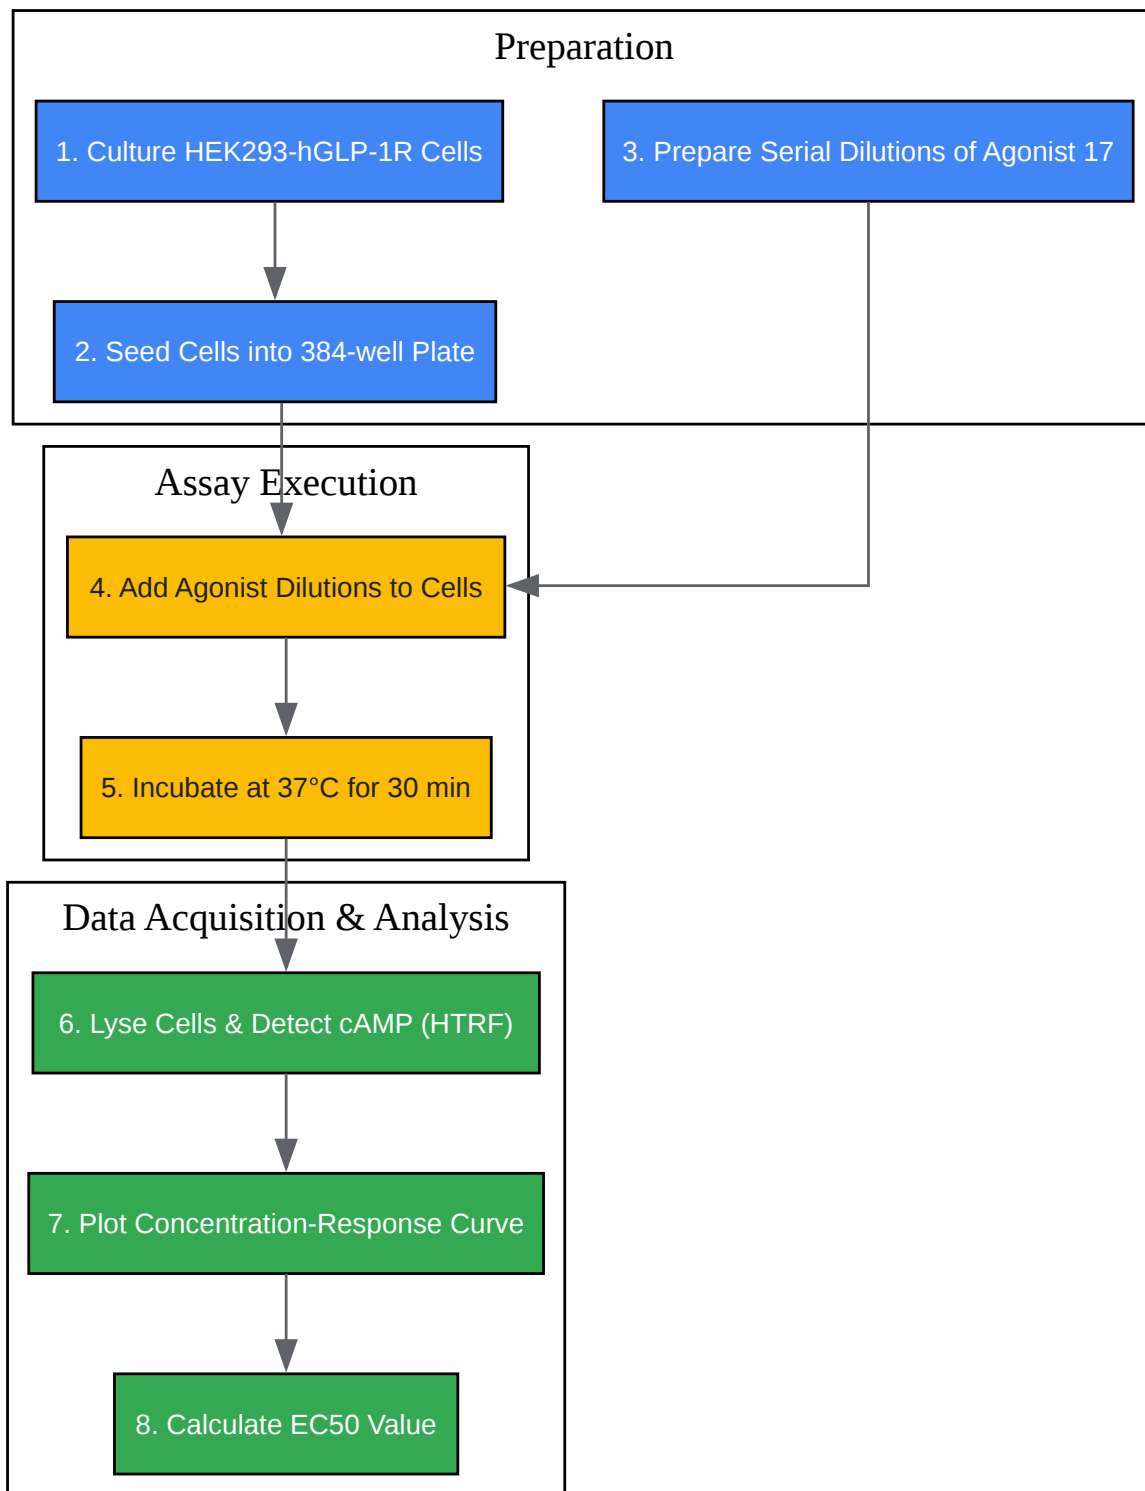 Preparation
1. Culture HEK293-hGLP-1R Cells
3. Prepare Serial Dilutions of Agonist 17
2. Seed Cells into 384-well Plate
Assay Execution
4. Add Agonist Dilutions to Cells
5. Incubate at 37°C for 30 min
Data Acquisition & Analysis
6. Lyse Cells & Detect cAMP (HTRF)
7. Plot Concentration-Response Curve
8. Calculate EC50 Value